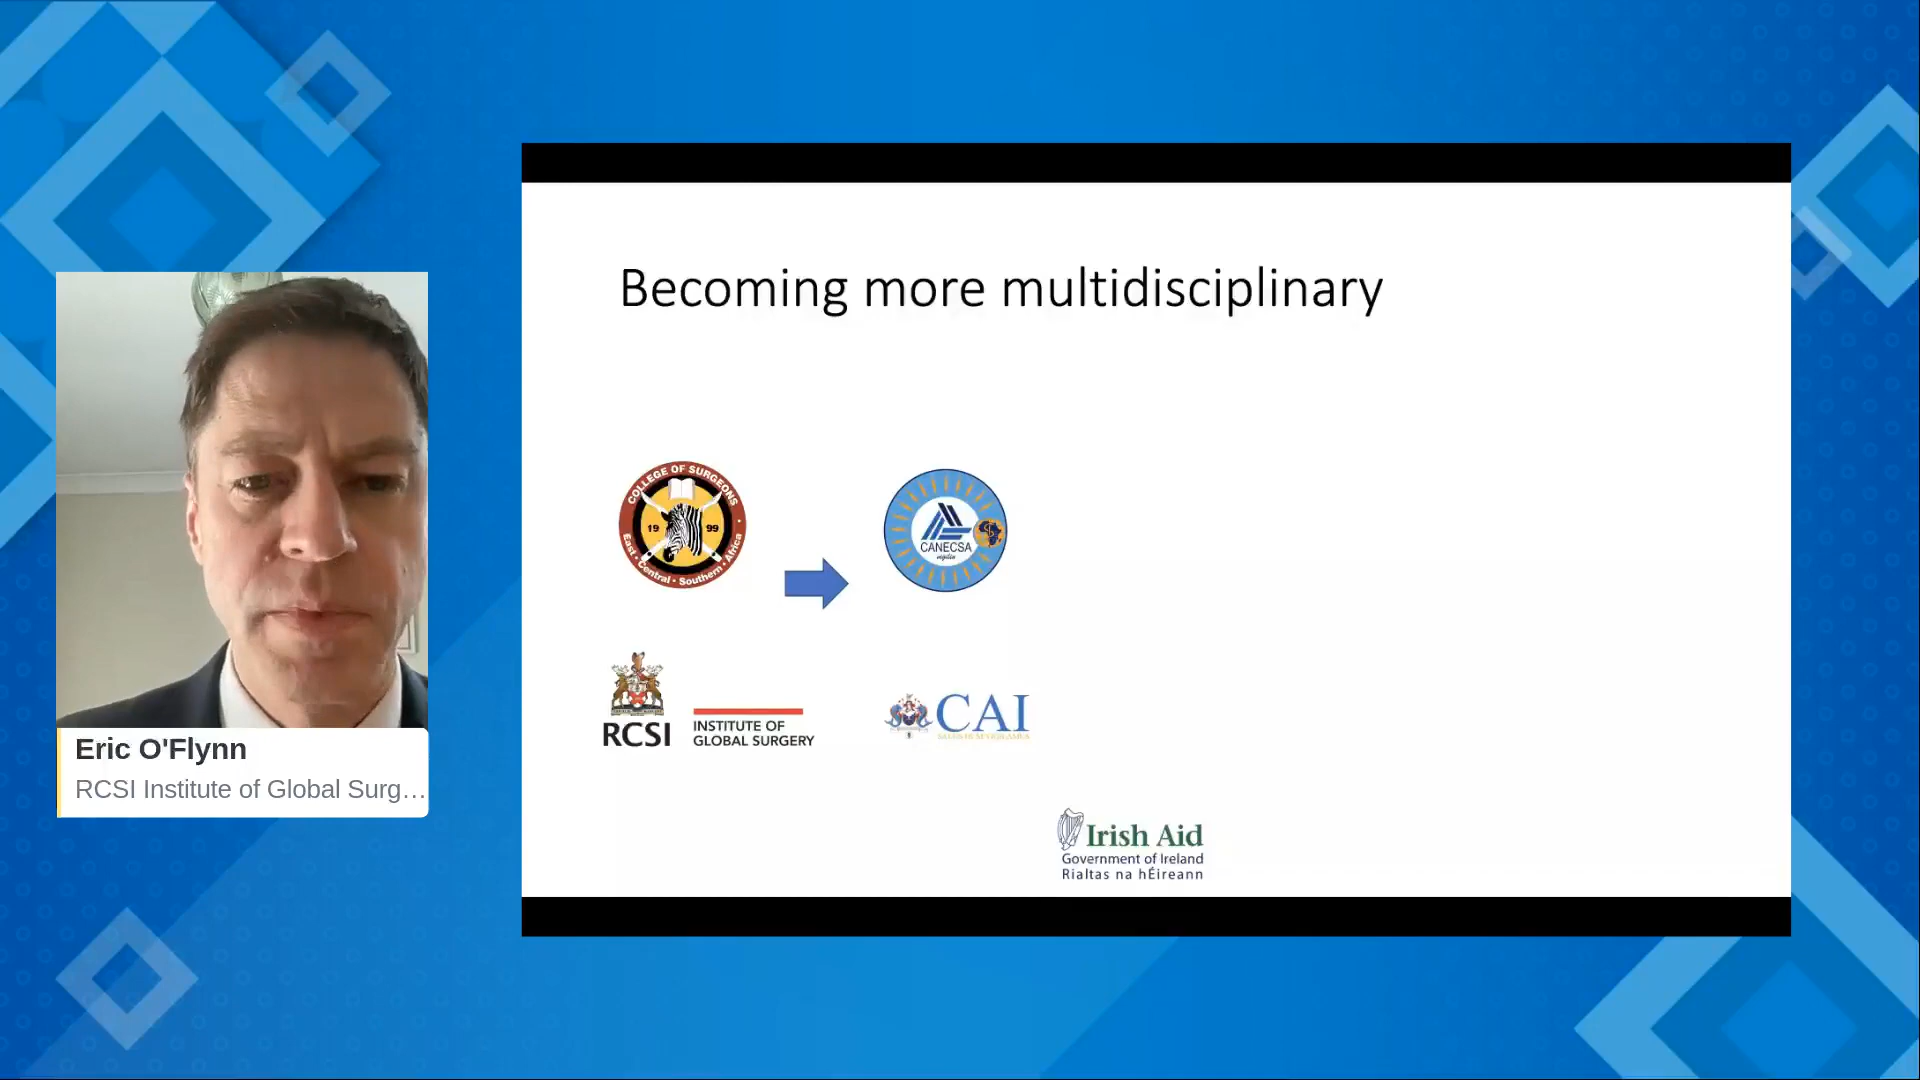 Becoming more multidisciplinary
COLLEGE OF SURGEONS
19 99
East • Central • Southern • Africa
CANECSA
RCSI
INSTITUTE OF
GLOBAL SURGERY
CAI
Irish Aid
Government of Ireland
Rialtas na hÉireann
Eric O'Flynn
RCSI Institute of Global Surg...